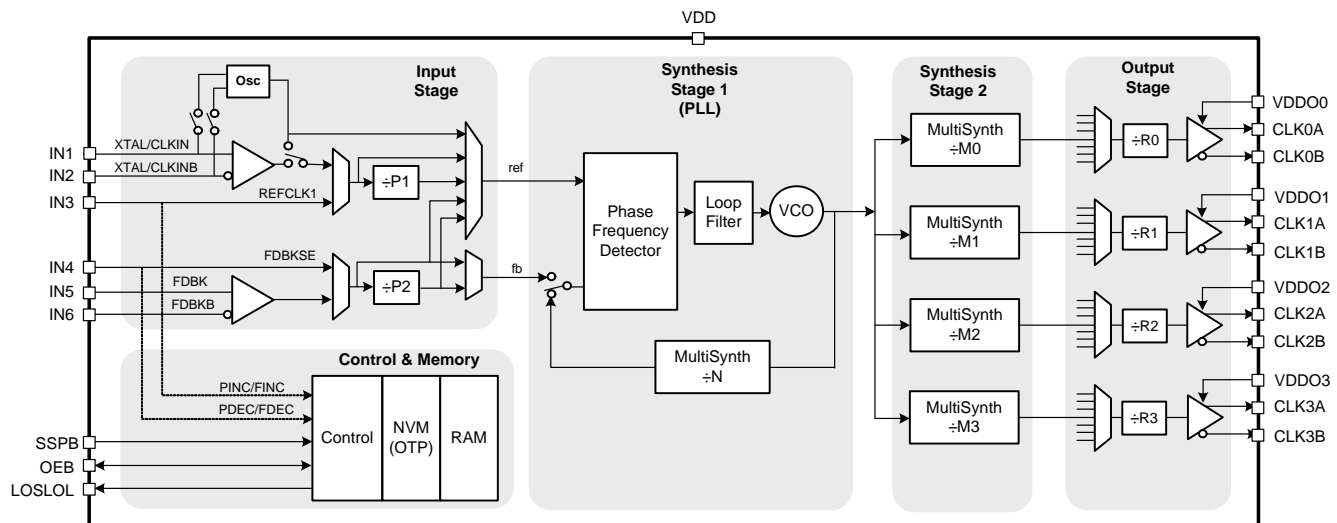 VDD
Input
Stage
Osc
XTAL/CLKIN
XTAL/CLKINB
REFCLK1
FDBKSE
FDBK
FDBKB
÷P1
÷P2
IN1
IN2
IN3
IN4
IN5
IN6
ref
fb
Synthesis
Stage 1
(PLL)
Phase
Frequency
Detector
Loop
Filter
VCO
MultiSynth
÷N
Synthesis
Stage 2
MultiSynth
÷M0
MultiSynth
÷M1
MultiSynth
÷M2
MultiSynth
÷M3
Output
Stage
÷R0
÷R1
÷R2
÷R3
VDDO0
CLK0A
CLK0B
VDDO1
CLK1A
CLK1B
VDDO2
CLK2A
CLK2B
VDDO3
CLK3A
CLK3B
Control & Memory
PINC/FINC
PDEC/FDEC
Control
NVM
(OTP)
RAM
SSPB
OEB
LOSLOL